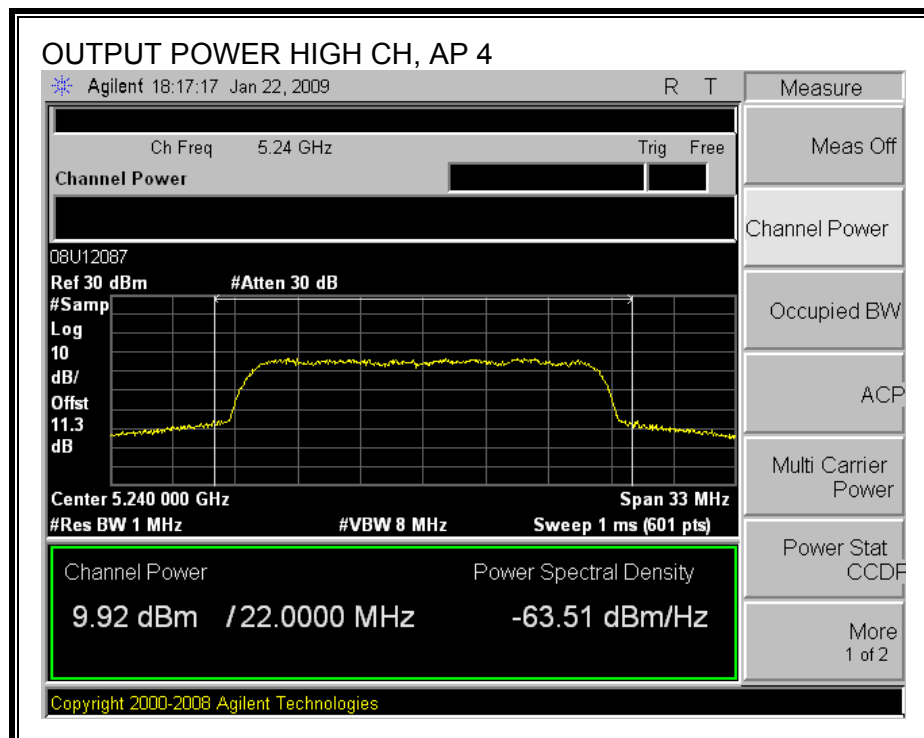 OUTPUT POWER HIGH CH, AP 4
Agilent 18:17:17 Jan 22, 2009 R T
Measure
Ch Freq 5.24 GHz Trig Free
Meas Off
Channel Power
Channel Power
08U12087
Ref 30 dBm #Atten 30 dB
#Samp
Log
10
dB/
Offst
11.3
dB
Occupied BW
ACP
Multi Carrier
Power
Center 5.240 000 GHz Span 33 MHz
#Res BW 1 MHz #VBW 8 MHz Sweep 1 ms (601 pts)
Power Stat
CCDF
Channel Power Power Spectral Density
9.92 dBm / 22.0000 MHz -63.51 dBm/Hz
More
1 of 2
Copyright 2000-2008 Agilent Technologies